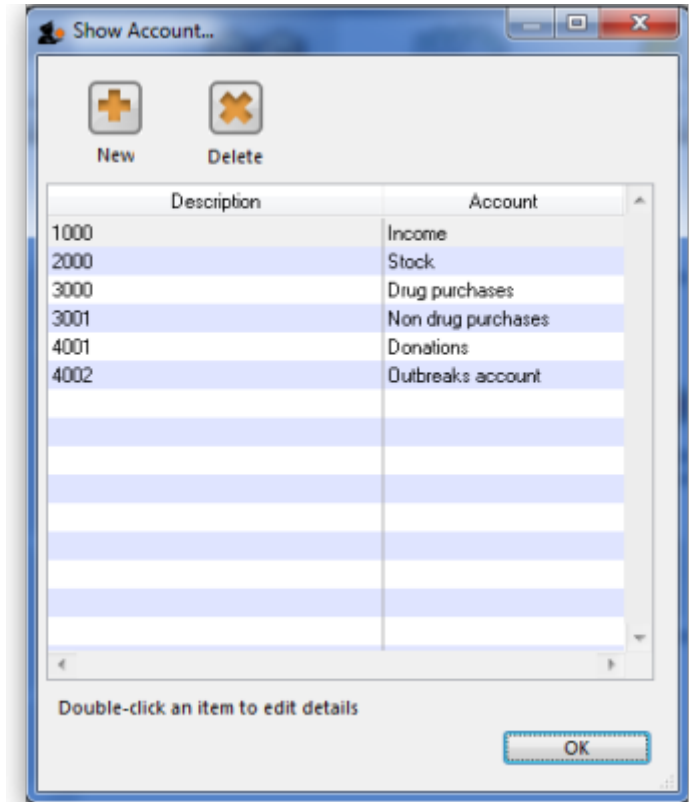 Show Account...
New Delete
Description Account
1000 Income
2000 Stock
3000 Drug purchases
3001 Non drug purchases
4001 Donations
4002 Outbreaks account
Double-click an item to edit details
OK